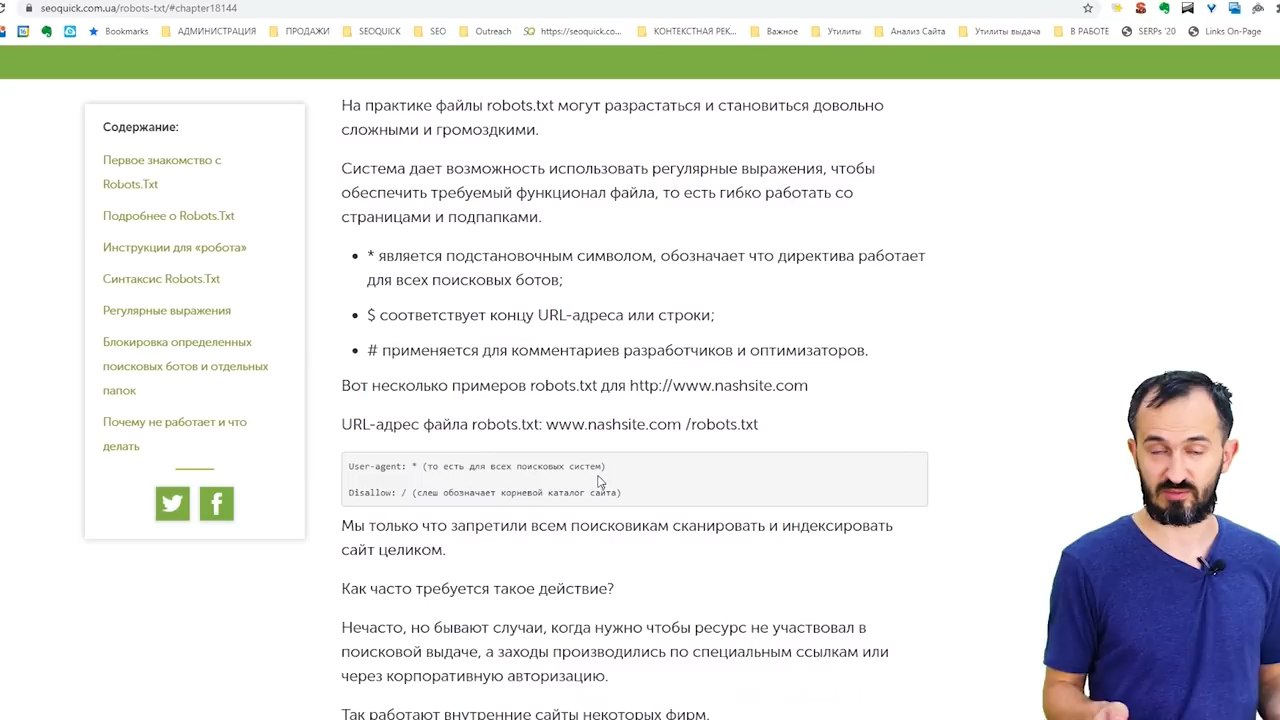 seoquick.com.ua/robots-txt/#chapter18144
Bookmarks
АДМИНИСТРАЦИЯ
ПРОДАЖИ
SEOQUICK
SEO
Outreach
https://seoquick.co...
КОНТЕКСТНАЯ РЕК...
Важное
Утилиты
Анализ Сайта
Утилиты выдача
В РАБОТЕ
SERPs '20
Links On-Page
Содержание:
Первое знакомство с
Robots.Txt
Подробнее о Robots.Txt
Инструкции для «робота»
Синтаксис Robots.Txt
Регулярные выражения
Блокировка определенных
поисковых ботов и отдельных
папок
Почему не работает и что
делать
На практике файлы robots.txt могут разрастаться и становиться довольно
сложными и громоздкими.
Система дает возможность использовать регулярные выражения, чтобы
обеспечить требуемый функционал файла, то есть гибко работать со
страницами и подпапками.
* является подстановочным символом, обозначает что директива работает
для всех поисковых ботов;
$ соответствует концу URL-адреса или строки;
# применяется для комментариев разработчиков и оптимизаторов.
Вот несколько примеров robots.txt для http://www.nashsite.com
URL-адрес файла robots.txt: www.nashsite.com /robots.txt
User-agent: * (то есть для всех поисковых систем)
Disallow: / (слеш обозначает корневой каталог сайта)
Мы только что запретили всем поисковикам сканировать и индексировать
сайт целиком.
Как часто требуется такое действие?
Нечасто, но бывают случаи, когда нужно чтобы ресурс не участвовал в
поисковой выдаче, а заходы производились по специальным ссылкам или
через корпоративную авторизацию.
Так работают внутренние сайты некоторых фирм.